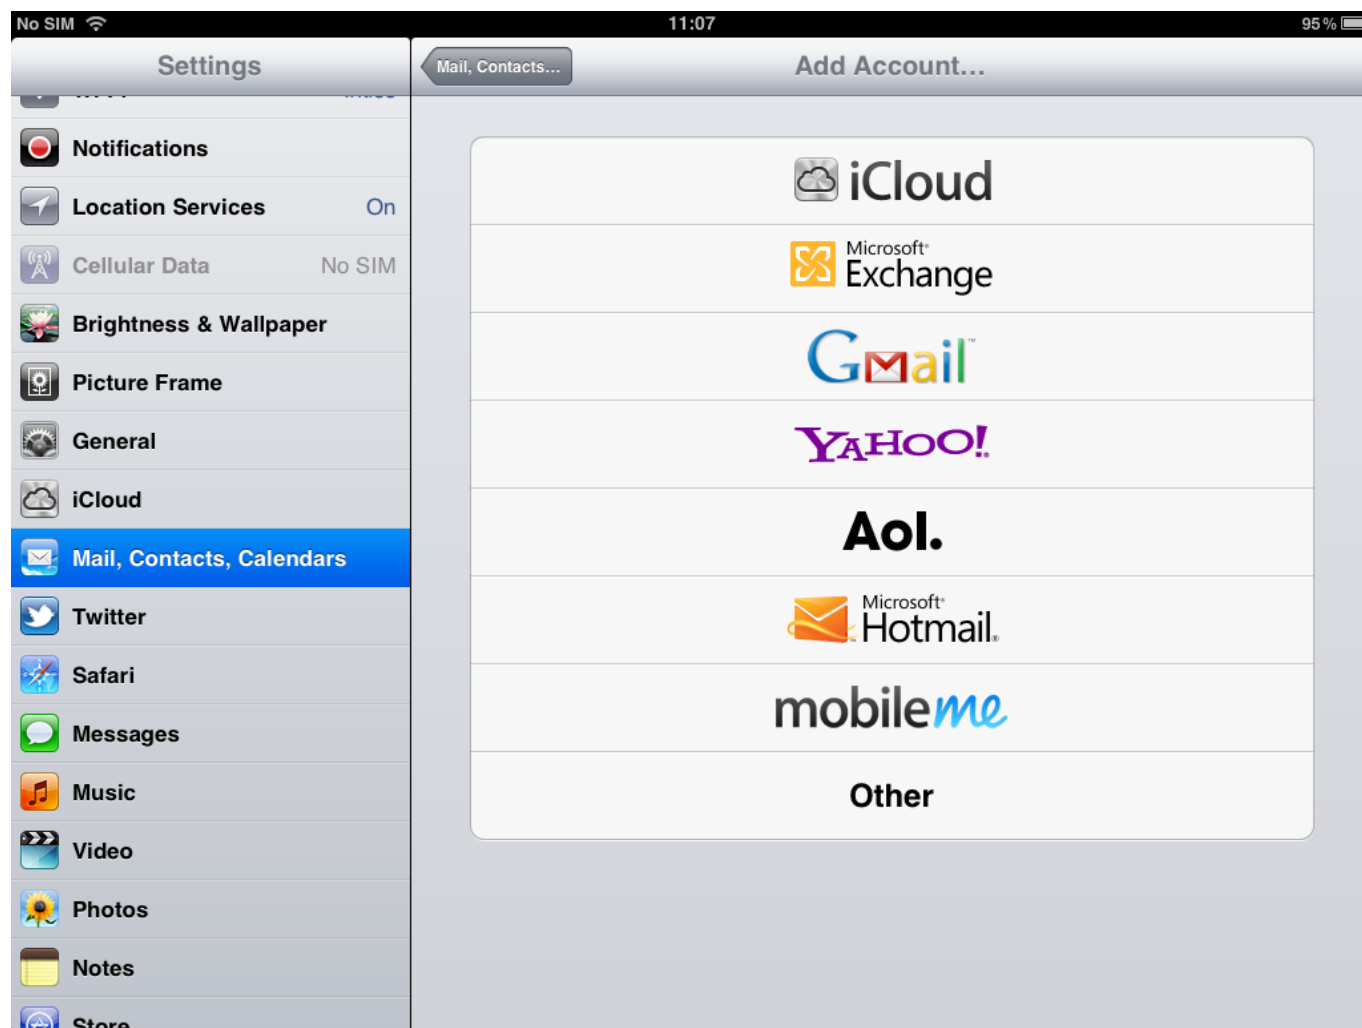 No SIM
11:07
95%
Settings
Mail, Contacts...
Add Account...
Notifications
Location Services On
Cellular Data No SIM
Brightness & Wallpaper
Picture Frame
General
iCloud
Mail, Contacts, Calendars
Twitter
Safari
Messages
Music
Video
Photos
Notes
Store
iCloud
Microsoft®
Exchange
Gmail™
YAHOO!®
Aol.
Microsoft®
Hotmail®
mobileme
Other